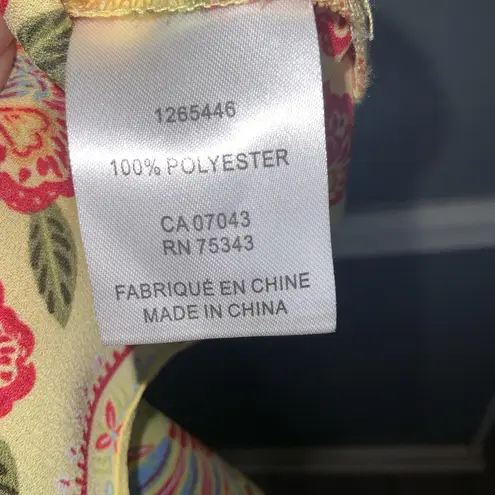 1265446
100% POLYESTER
CA 07043
RN 75343
FABRIQUÉ EN CHINE
MADE IN CHINA